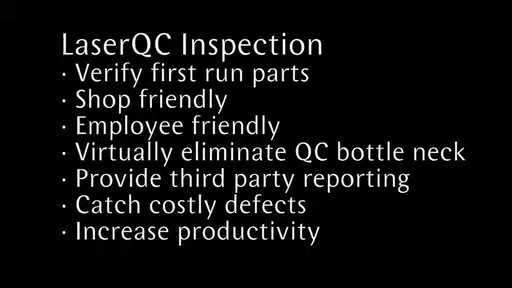 LaserQC Inspection
· Verify first run parts
· Shop friendly
· Employee friendly
· Virtually eliminate QC bottle neck
· Provide third party reporting
· Catch costly defects
· Increase productivity